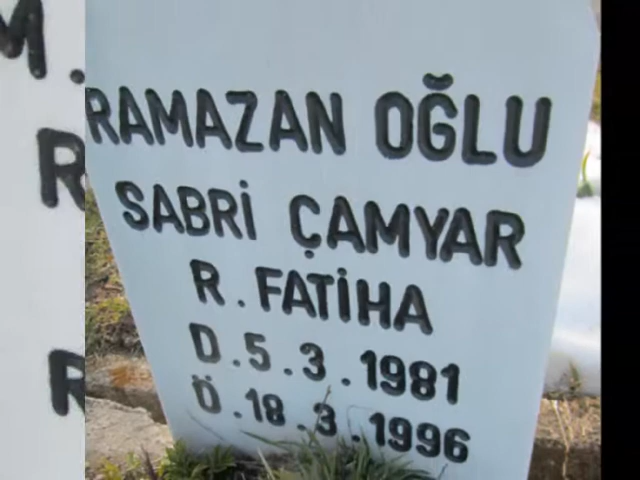 M.
R
R
RAMAZAN OĞLU
SABRİ ÇAMYAR
R. FATİHA
D.5.3.1981
Ö.18.3.1996